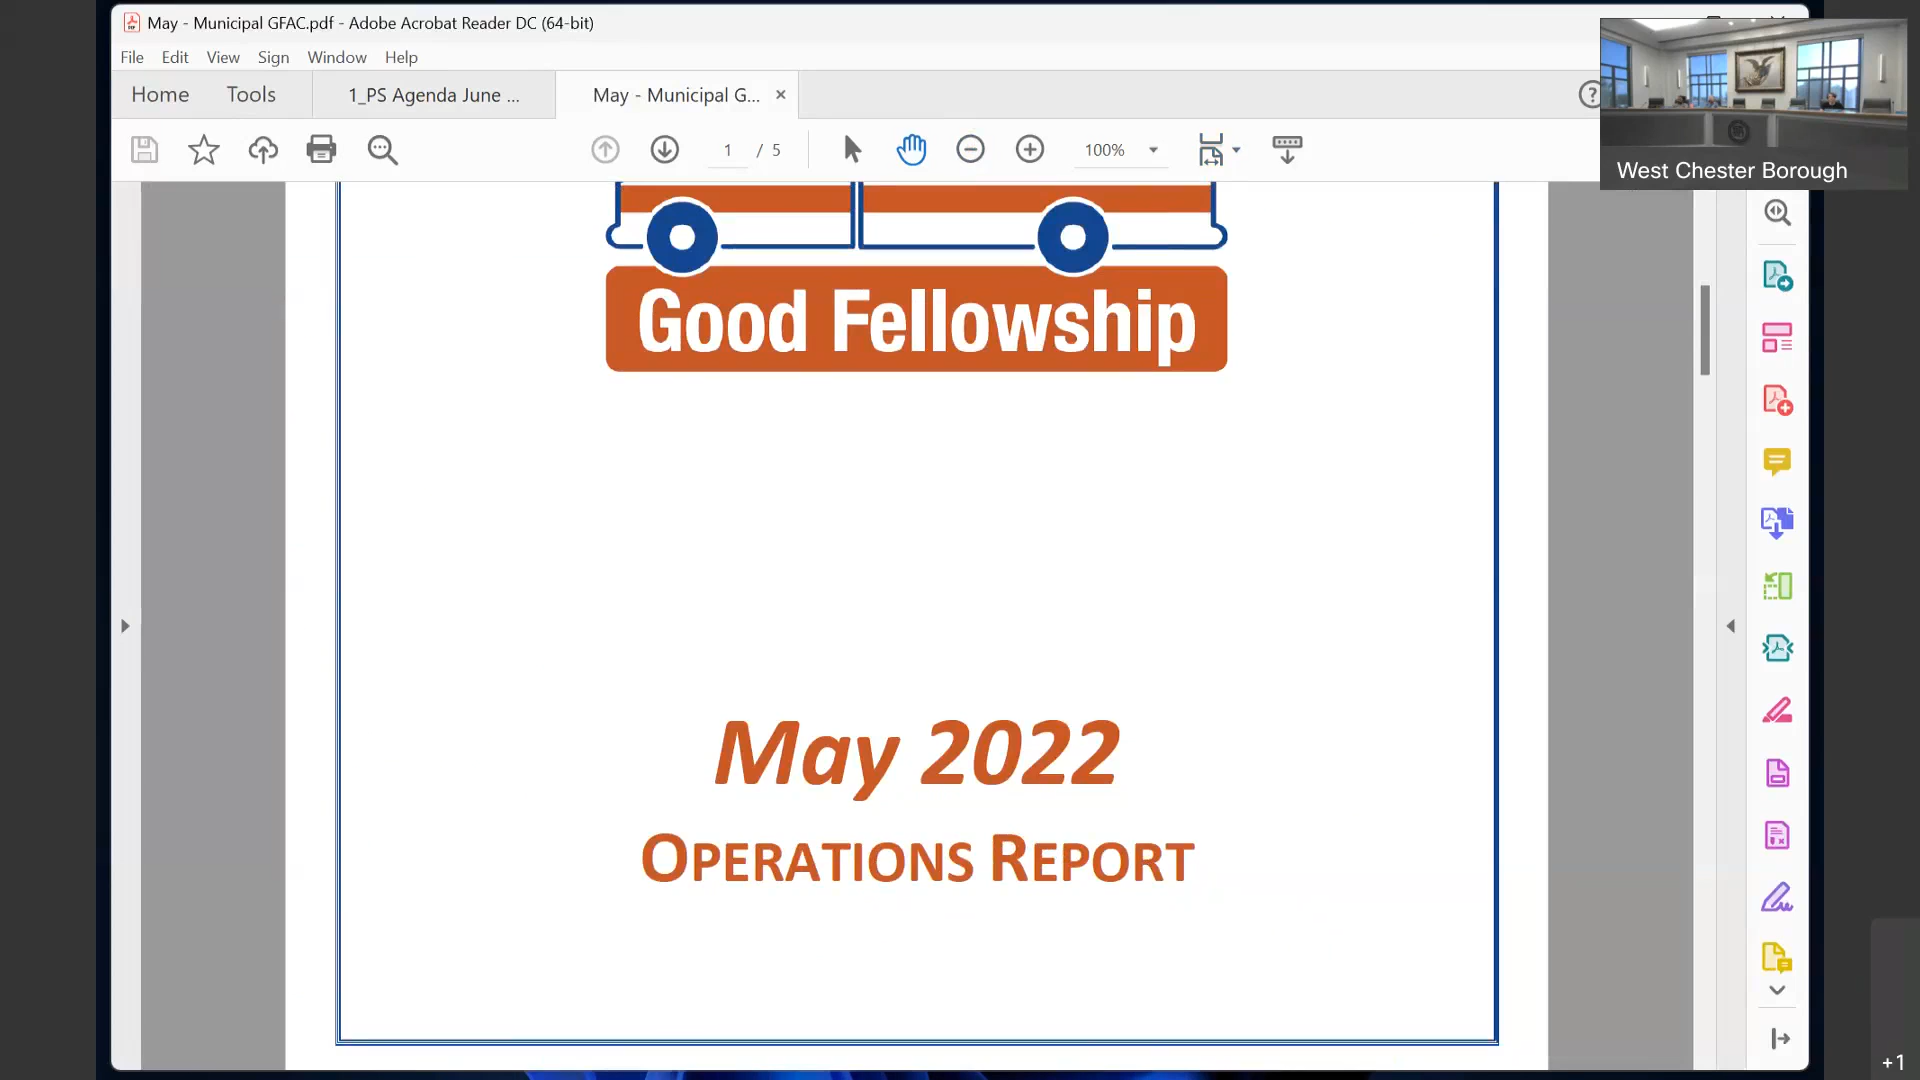 May - Municipal GFAC.pdf - Adobe Acrobat Reader DC (64-bit)
File Edit View Sign Window Help
Home Tools 1_PS Agenda June ... May - Municipal G... ×
1 / 5 100%
West Chester Borough
Good Fellowship
May 2022
OPERATIONS REPORT
+1